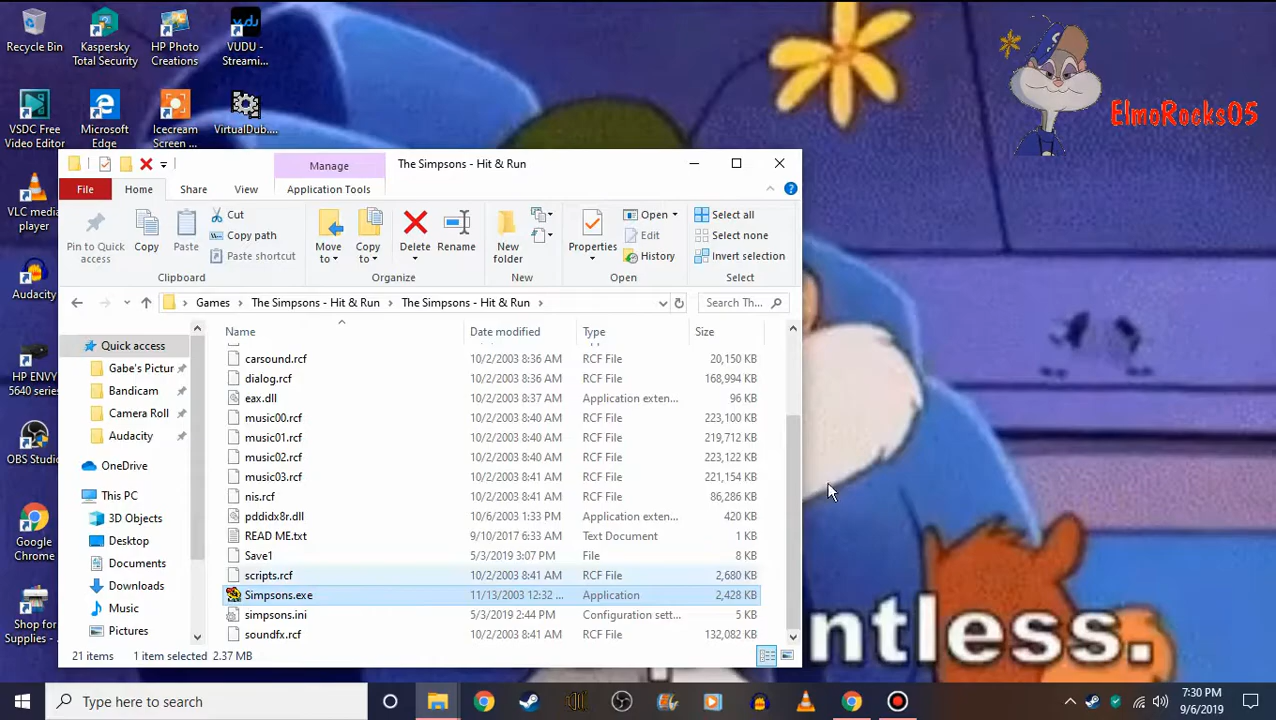 Recycle Bin
Kaspersky Total Security
HP Photo Creations
VUDU - Streami...
VSDC Free Video Editor
Microsoft Edge
Icecream Screen ...
VirtualDub....
VLC media player
Audacity
HP ENVY 5640 series
OBS Studio
Google Chrome
Shop for Supplies
ElmoRocks05
Manage
The Simpsons - Hit & Run
File
Home
Share
View
Application Tools
Pin to Quick access
Copy
Paste
Cut
Copy path
Paste shortcut
Move to
Copy to
Delete
Rename
New folder
Properties
Open
Edit
History
Select all
Select none
Invert selection
Clipboard
Organize
New
Open
Select
Games
The Simpsons - Hit & Run
The Simpsons - Hit & Run
Search Th...
Name
Date modified
Type
Size
Quick access
Gabe's Pictur
Bandicam
Camera Roll
Audacity
OneDrive
This PC
3D Objects
Desktop
Documents
Downloads
Music
Pictures
carsound.rcf 10/2/2003 8:36 AM RCF File 20,150 KB
dialog.rcf 10/2/2003 8:36 AM RCF File 168,994 KB
eax.dll 10/2/2003 8:37 AM Application exten... 96 KB
music00.rcf 10/2/2003 8:40 AM RCF File 223,100 KB
music01.rcf 10/2/2003 8:40 AM RCF File 219,712 KB
music02.rcf 10/2/2003 8:40 AM RCF File 223,122 KB
music03.rcf 10/2/2003 8:41 AM RCF File 221,154 KB
nis.rcf 10/2/2003 8:41 AM RCF File 86,286 KB
pddidx8r.dll 10/6/2003 1:33 PM Application exten... 420 KB
READ ME.txt 9/10/2017 6:33 AM Text Document 1 KB
Save1 5/3/2019 3:07 PM File 8 KB
scripts.rcf 10/2/2003 8:41 AM RCF File 2,680 KB
Simpsons.exe 11/13/2003 12:32 ... Application 2,428 KB
simpsons.ini 5/3/2019 2:44 PM Configuration sett... 5 KB
soundfx.rcf 10/2/2003 8:41 AM RCF File 132,082 KB
21 items
1 item selected 2.37 MB
ntless.
Type here to search
7:30 PM
9/6/2019